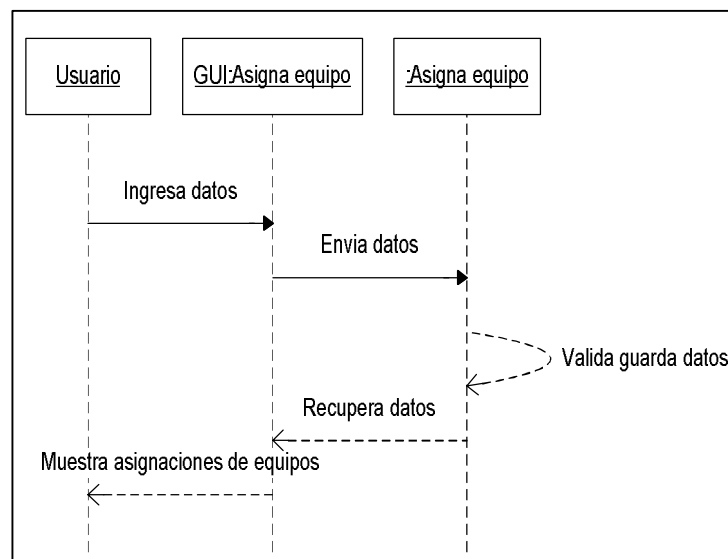 Usuario
GUI:Asigna equipo
:Asigna equipo
Ingresa datos
Envia datos
Valida guarda datos
Recupera datos
Muestra asignaciones de equipos